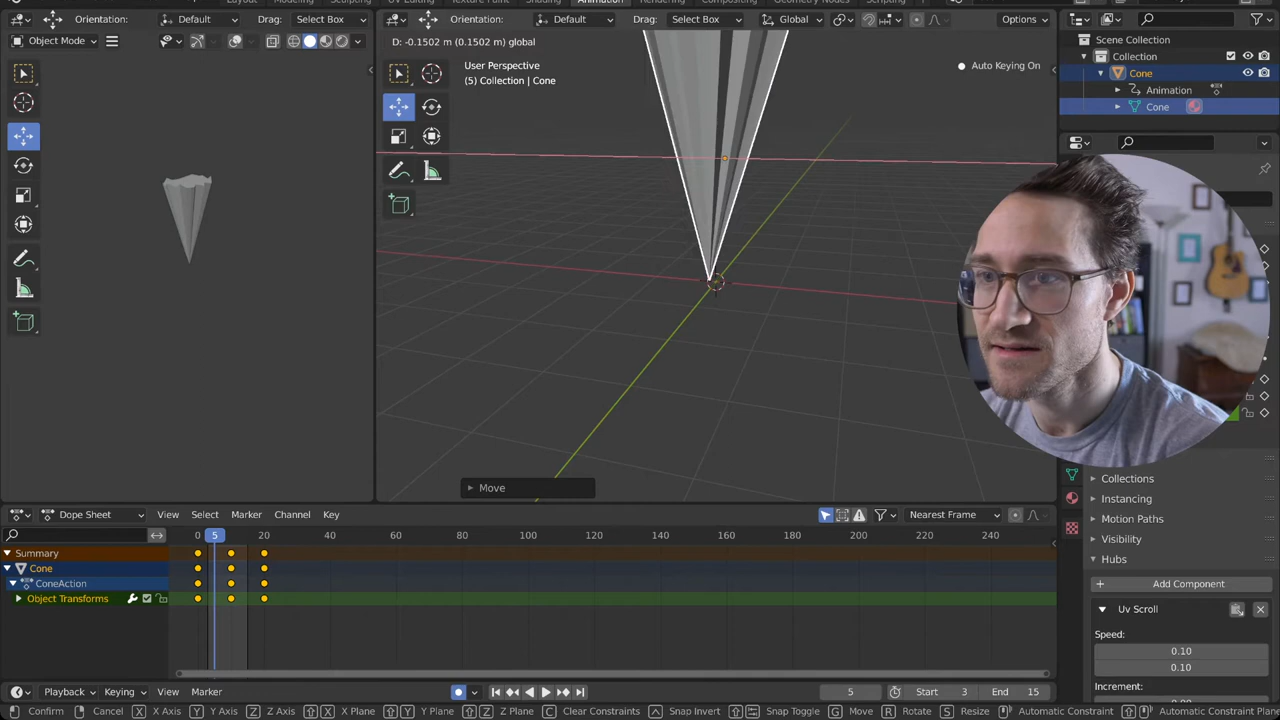 Animation
Orientation: Default Drag: Select Box
Orientation: Default Drag: Select Box Global Options
Object Mode
D: -0.1502 m (0.1502 m) global
User Perspective
(5) Collection | Cone
Auto Keying On
Scene Collection
Collection
Cone
Animation
Cone
Move
Collections
Instancing
Motion Paths
Visibility
Hubs
Add Component
Uv Scroll
Speed:
0.10
0.10
Increment:
Dope Sheet View Select Marker Channel Key Nearest Frame
0 5 20 40 60 80 100 120 140 160 180 200 220 240
Summary
Cone
ConeAction
Object Transforms
Playback Keying View Marker 5 Start 3 End 15
Confirm Cancel X X Axis Y Y Axis Z Z Axis X X Plane Y Y Plane Z Z Plane C Clear Constraints Snap Invert Snap Toggle G Move R Rotate S Resize Automatic Constraint Automatic Constraint Plane